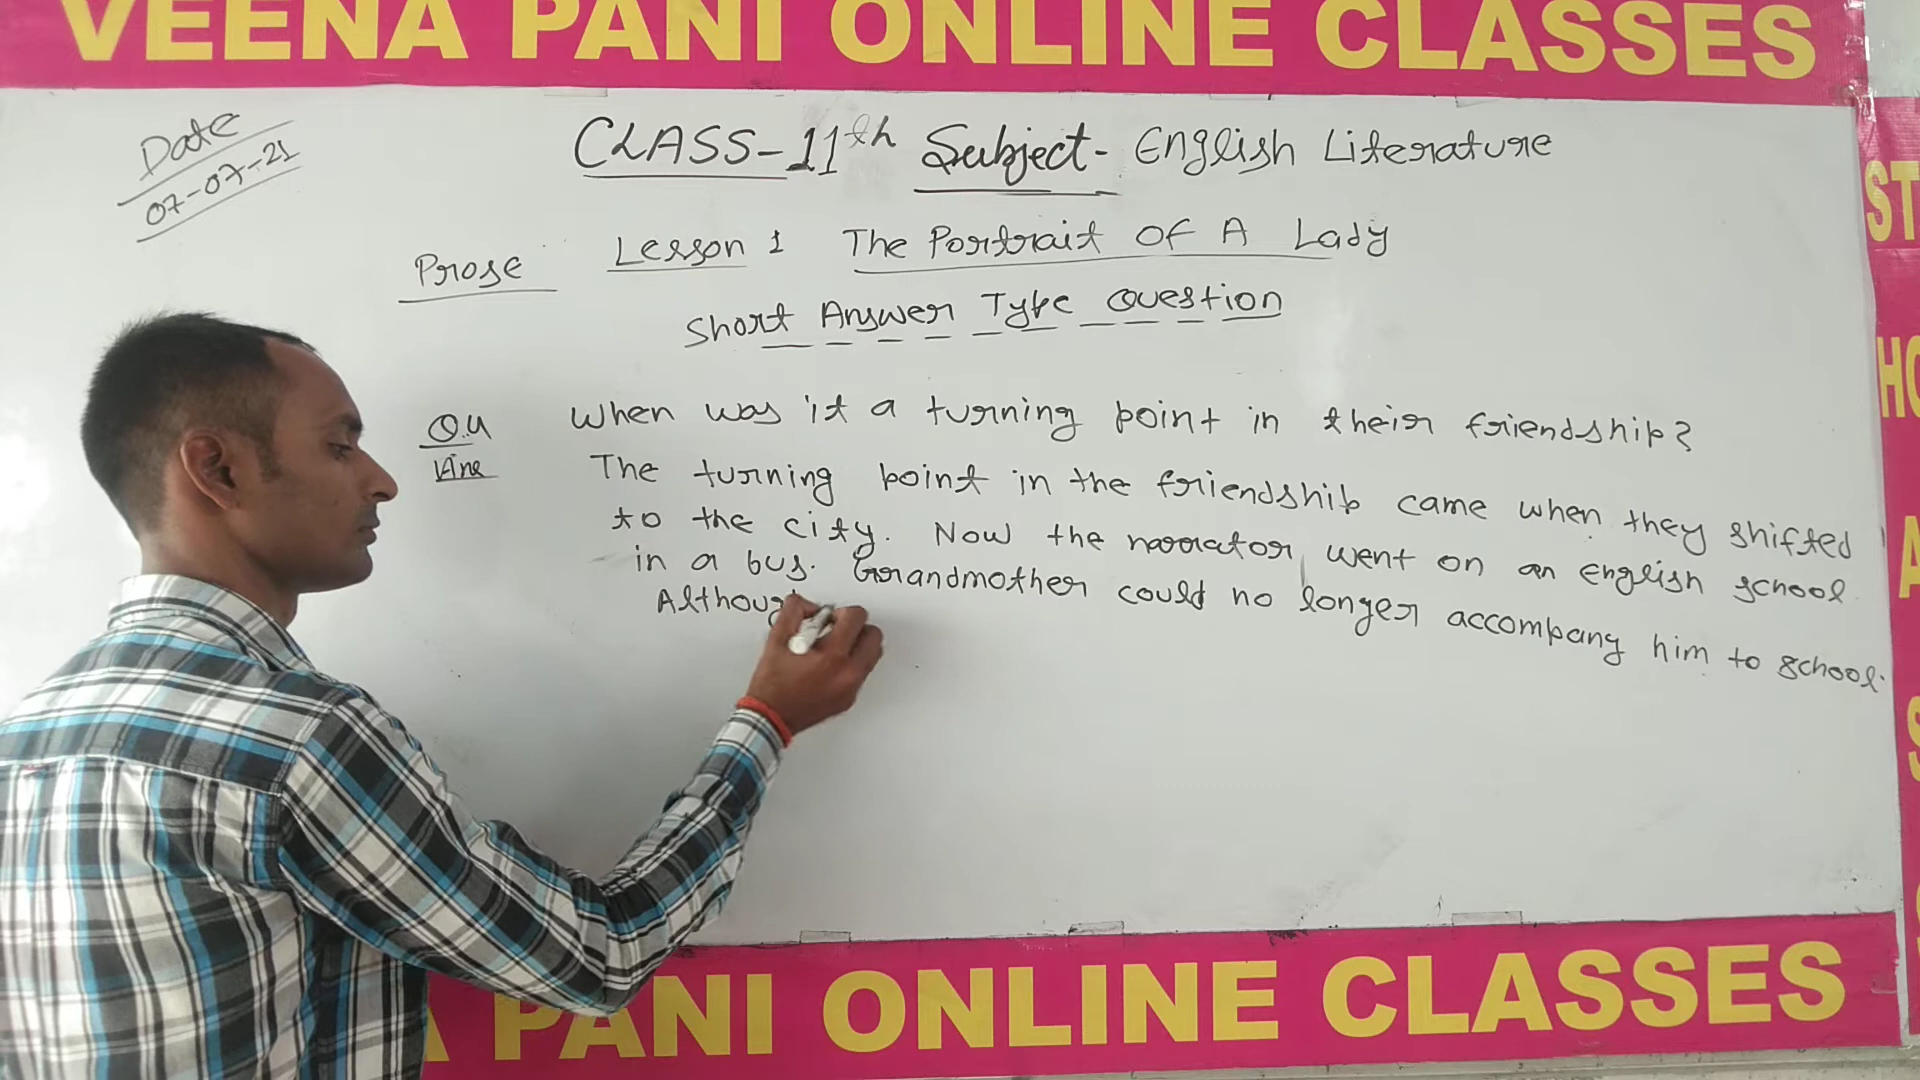 VEENA PANI ONLINE CLASSES
Date
07-07-21
CLASS-11th Subject- English Literature
Prose Lesson 1 The Portrait Of A Lady
Short Answer Type Question
Q.4 When was it a turning point in their friendship?
The turning point in the friendship came when they shifted
to the city. Now the narrator went on an english school
in a bus. Grandmother could no longer accompany him to school.
Although
PANI ONLINE CLASSES
ST